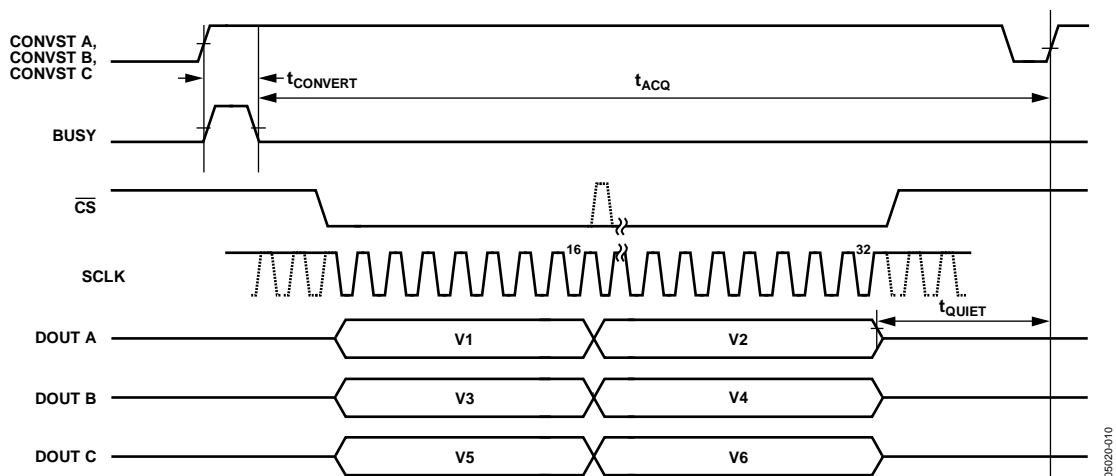 CONVST A,
CONVST B,
CONVST C
tCONVERT
tACQ
BUSY
CS
16
32
SCLK
tQUIET
DOUT A
V1
V2
DOUT B
V3
V4
DOUT C
V5
V6
05020-010